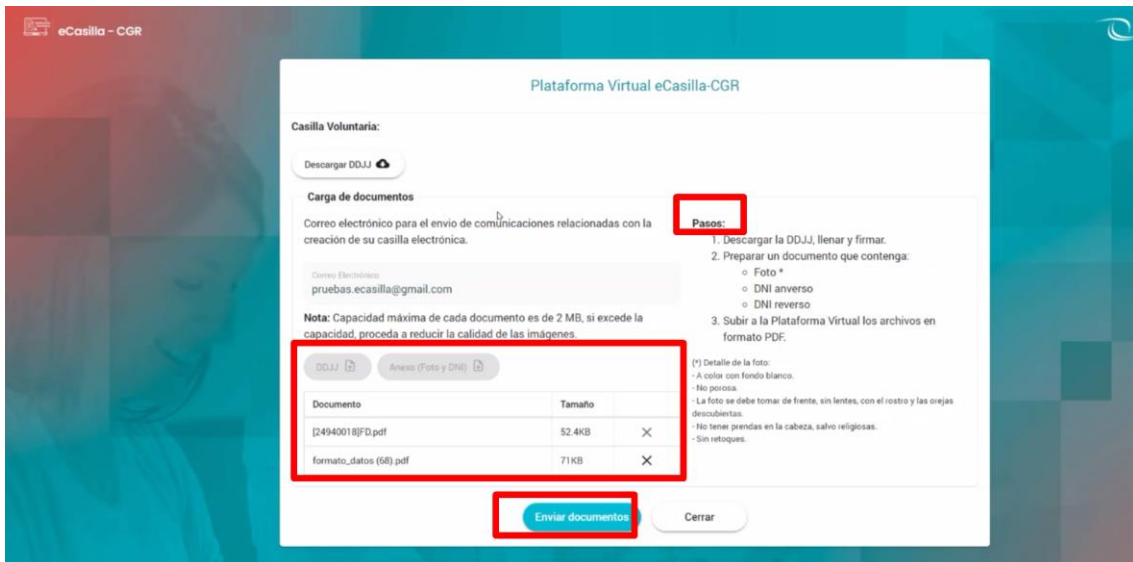 eCasilla - CGR
Plataforma Virtual eCasilla-CGR
Casilla Voluntaria:
Descargar DDJJ
Carga de documentos
Correo electrónico para el envio de comunicaciones relacionadas con la
creación de su casilla electrónica.
Correo Electrónico
pruebas.ecasilla@gmail.com
Nota: Capacidad máxima de cada documento es de 2 MB, si excede la
capacidad, proceda a reducir la calidad de las imágenes.
DDJJ
Anexo (Foto y DNI)
Documento Tamaño
[24940018]FD.pdf 52.4KB
formato_datos (68).pdf 71KB
Pasos:
1. Descargar la DDJJ, llenar y firmar.
2. Preparar un documento que contenga:
Foto *
DNI anverso
DNI reverso
3. Subir a la Plataforma Virtual los archivos en
formato PDF.
(*) Detalle de la foto:
- A color con fondo blanco.
- No porosa.
- La foto se debe tomar de frente, sin lentes, con el rostro y las orejas
descubiertas.
- No tener prendas en la cabeza, salvo religiosas.
- Sin retoques.
Enviar documentos
Cerrar